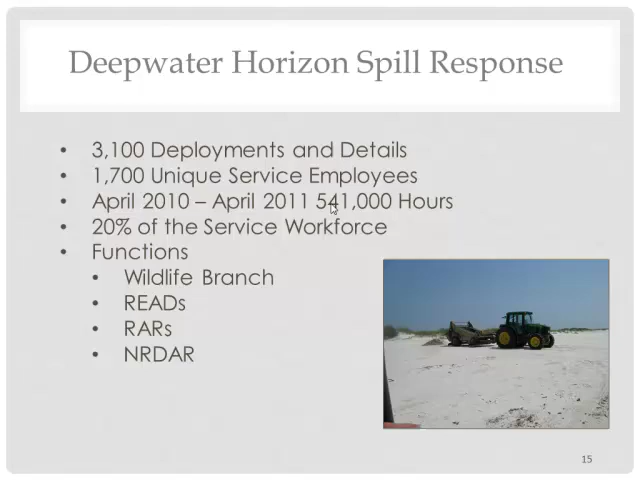 Deepwater Horizon Spill Response
• 3,100 Deployments and Details
• 1,700 Unique Service Employees
• April 2010 – April 2011 541,000 Hours
• 20% of the Service Workforce
• Functions
• Wildlife Branch
• READs
• RARs
• NRDAR
15